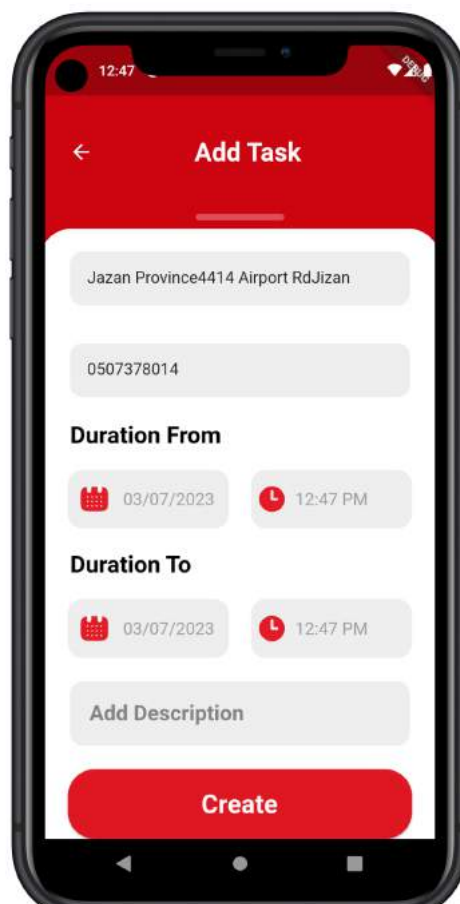 12:47
DEBUG
Add Task
Jazan Province4414 Airport RdJizan
0507378014
Duration From
03/07/2023 12:47 PM
Duration To
03/07/2023 12:47 PM
Add Description
Create